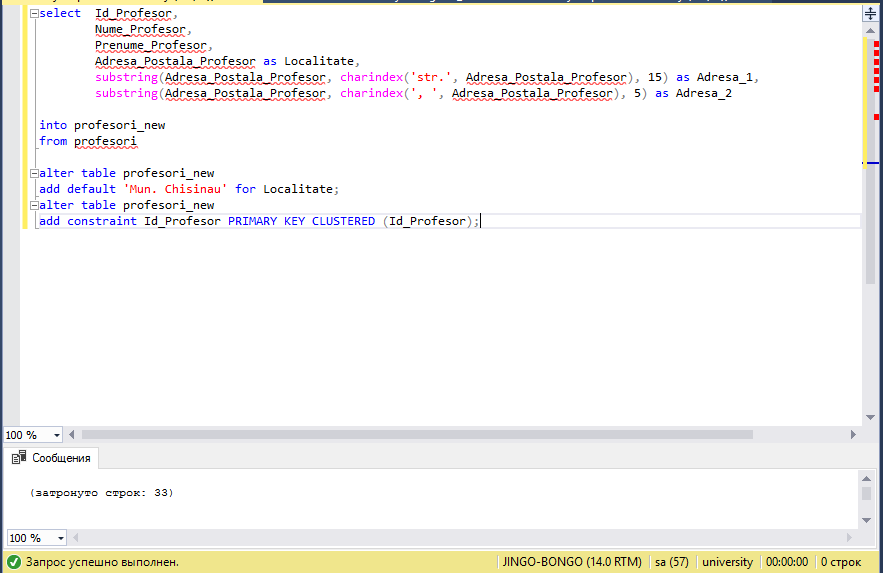 select  Id_Profesor,
Nume_Profesor,
Prenume_Profesor,
Adresa_Postala_Profesor as Localitate,
substring(Adresa_Postala_Profesor, charindex('str.', Adresa_Postala_Profesor), 15) as Adresa_1,
substring(Adresa_Postala_Profesor, charindex(', ', Adresa_Postala_Profesor), 5) as Adresa_2
into profesori_new
from profesori
alter table profesori_new
add default 'Mun. Chisinau' for Localitate;
alter table profesori_new
add constraint Id_Profesor PRIMARY KEY CLUSTERED (Id_Profesor);
100 %
Сообщения
(затронуто строк: 33)
100 %
Запрос успешно выполнен. JINGO-BONGO (14.0 RTM) sa (57) university 00:00:00 0 строк